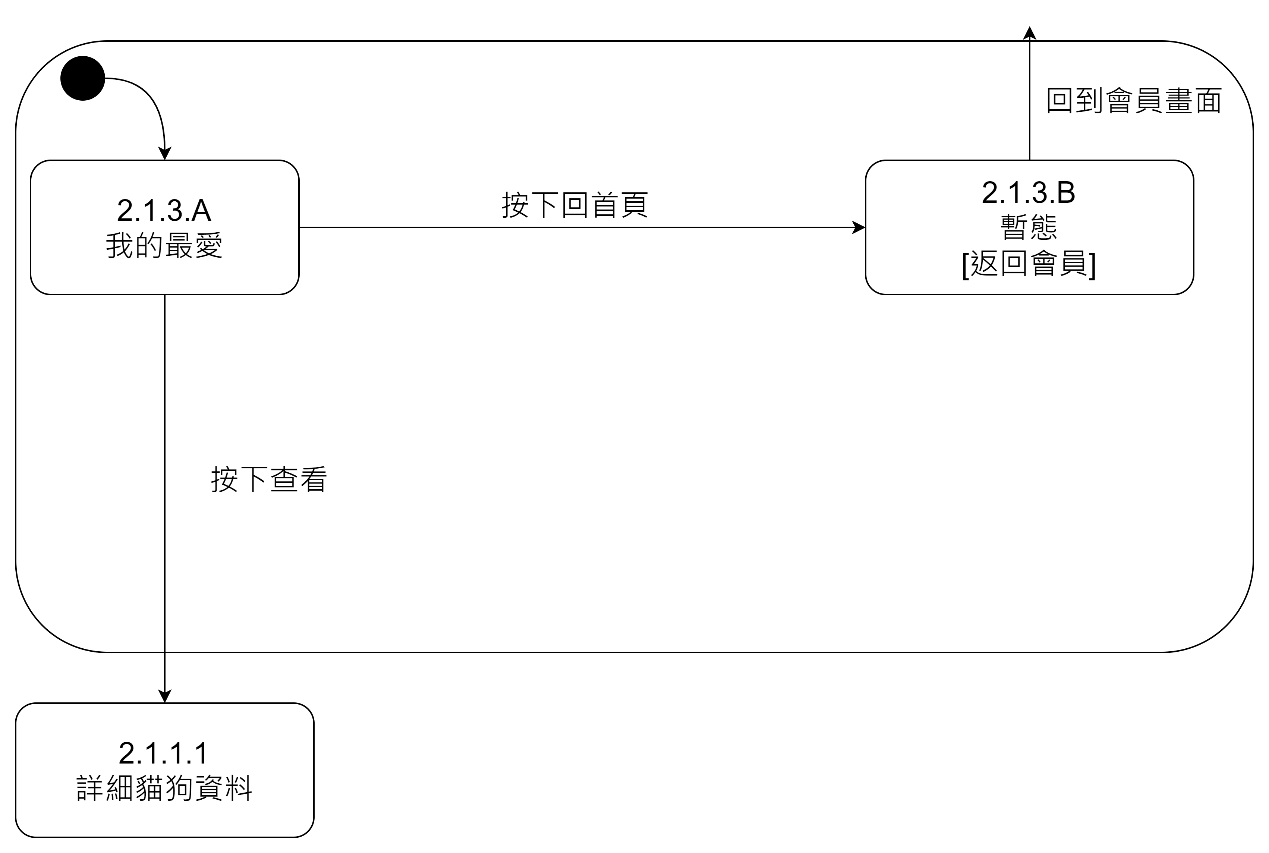 回到會員畫面
2.1.3.A
我的最愛
按下回首頁
2.1.3.B
暫態
[返回會員]
按下查看
2.1.1.1
詳細貓狗資料